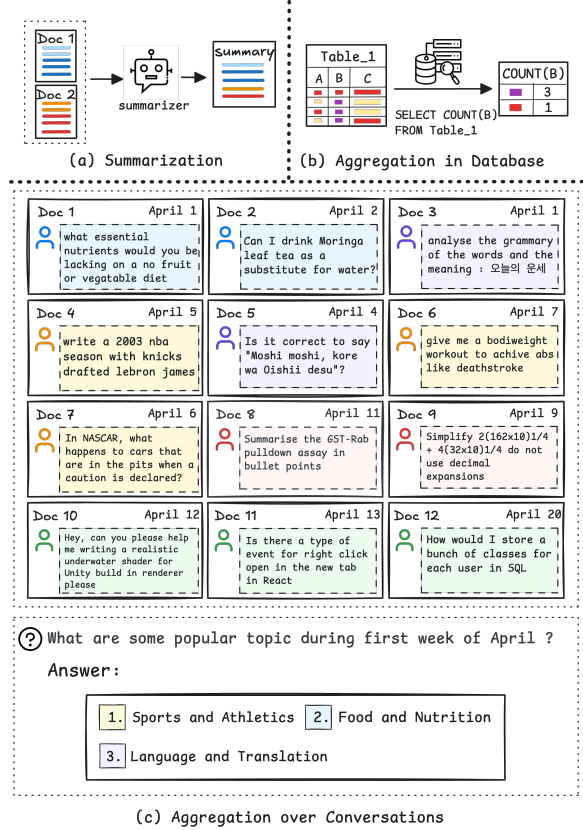 Doc 1
Doc 2
summarizer
Summary
(a) Summarization
Table_1
A B C
SELECT COUNT(B)
FROM Table_1
COUNT(B)
3
1
(b) Aggregation in Database
Doc 1 April 1
what essential
nutrients would you be
lacking on a no fruit
or vegatable diet
Doc 2 April 2
Can I drink Moringa
leaf tea as a
substitute for water?
Doc 3 April 1
analyse the grammary
of the words and the
meaning : 오늘의 운세
Doc 4 April 5
write a 2003 nba
season with knicks
drafted lebron james
Doc 5 April 4
Is it correct to say
"Moshi moshi, kore
wa Oishii desu"?
Doc 6 April 7
give me a bodiweight
workout to achive abs
like deathstroke
Doc 7 April 6
In NASCAR, what
happens to cars that
are in the pits when a
caution is declared?
Doc 8 April 11
Summarise the GST-Rab
pulldown assay in
bullet points
Doc 9 April 9
Simplify 2(162x10)1/4
+ 4(32x10)1/4 do not
use decimal
expansions
Doc 10 April 12
Hey, can you please help
me writing a realistic
underwater shader for
Unity build in renderer
please
Doc 11 April 13
Is there a type of
event for right click
open in the new tab
in React
Doc 12 April 20
How would I store a
bunch of classes for
each user in SQL
? What are some popular topic during first week of April ?
Answer:
1. Sports and Athletics 2. Food and Nutrition
3. Language and Translation
(c) Aggregation over Conversations